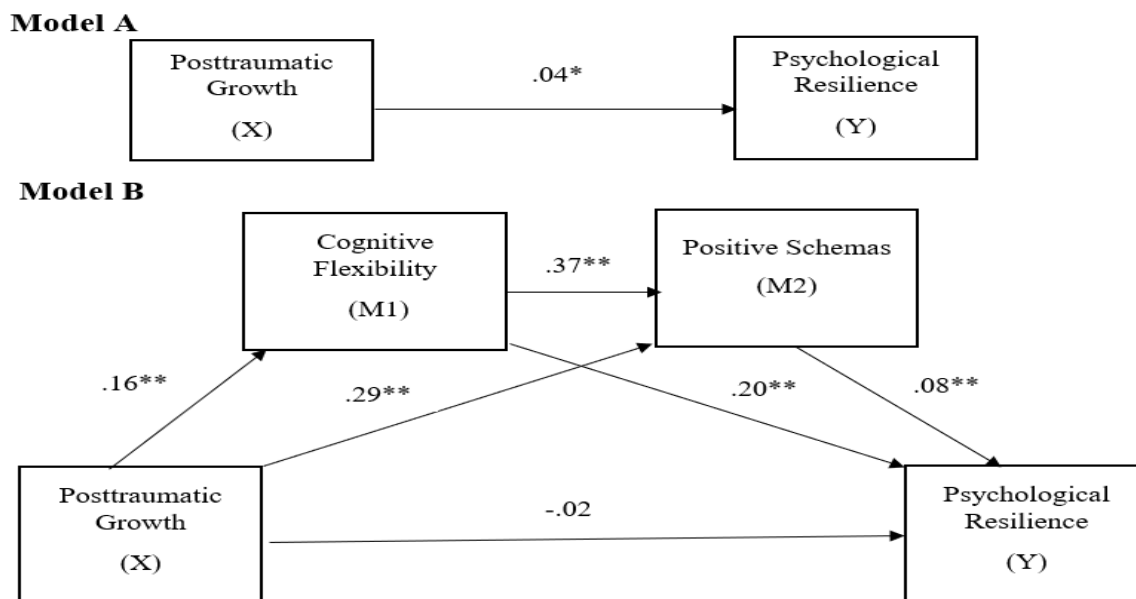 Model A
Posttraumatic
Growth
(X)
.04*
Psychological
Resilience
(Y)
Model B
Cognitive
Flexibility
(M1)
.37**
Positive Schemas
(M2)
.16**
.29**
.20**
.08**
Posttraumatic
Growth
(X)
-.02
Psychological
Resilience
(Y)